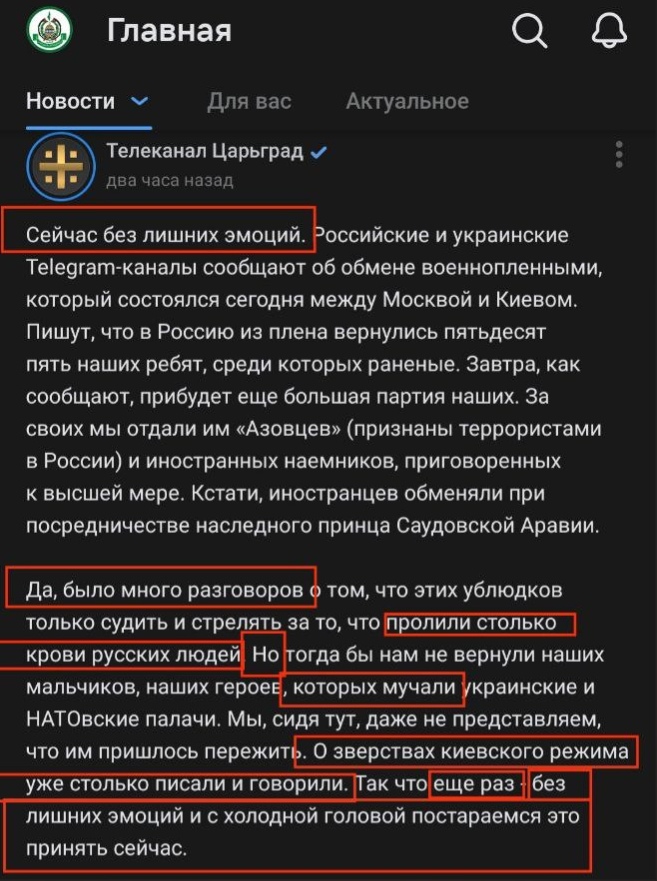 Главная
Новости Для вас Актуальное
Телеканал Царьград
два часа назад
Сейчас без лишних эмоций. Российские и украинские
Telegram-каналы сообщают об обмене военнопленными,
который состоялся сегодня между Москвой и Киевом.
Пишут, что в Россию из плена вернулись пятьдесят
пять наших ребят, среди которых раненые. Завтра, как
сообщают, прибудет еще большая партия наших. За
своих мы отдали им «Азовцев» (признаны террористами
в России) и иностранных наемников, приговоренных
к высшей мере. Кстати, иностранцев обменяли при
посредничестве наследного принца Саудовской Аравии.
Да, было много разговоров о том, что этих ублюдков
только судить и стрелять за то, что пролили столько
крови русских людей. Но тогда бы нам не вернули наших
мальчиков, наших героев, которых мучали украинские и
НАТОвские палачи. Мы, сидя тут, даже не представляем,
что им пришлось пережить. О зверствах киевского режима
уже столько писали и говорили. Так что еще раз - без
лишних эмоций и с холодной головой постараемся это
принять сейчас.